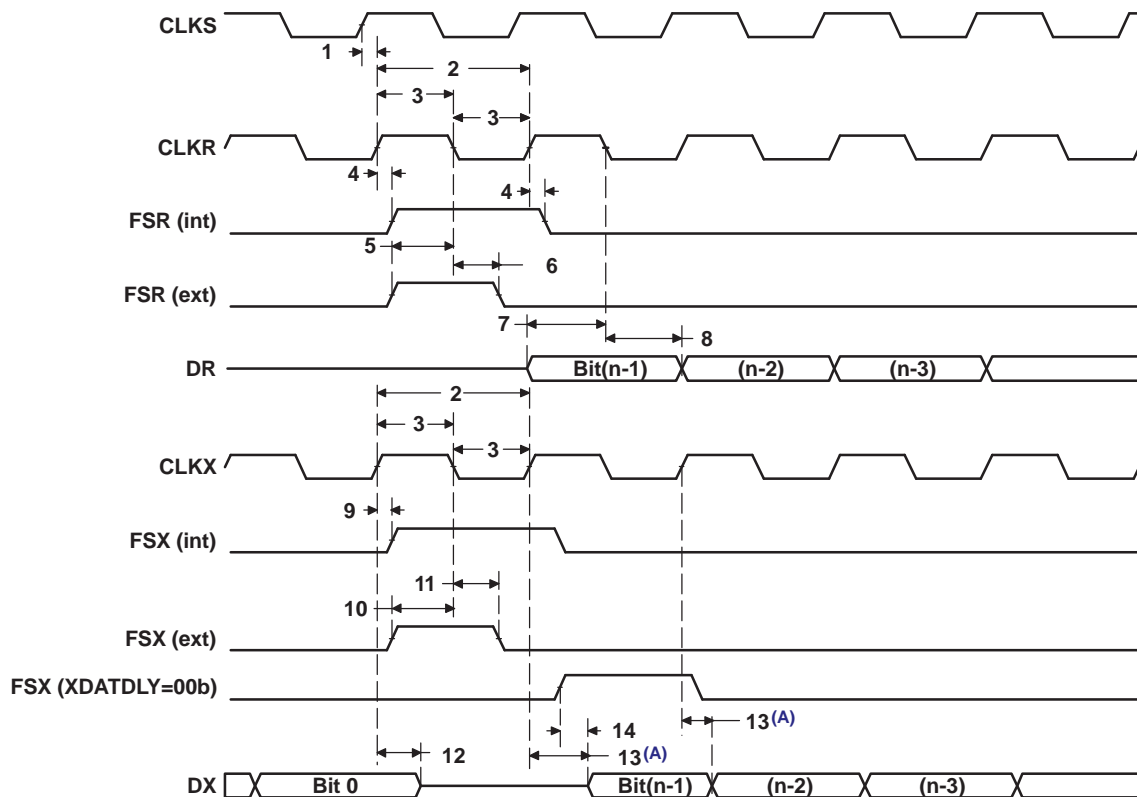 CLKS
1
2
3
3
CLKR
4
4
FSR (int)
5
6
FSR (ext)
7
8
DR Bit(n-1) (n-2) (n-3)
2
3
3
CLKX
9
FSX (int)
11
10
FSX (ext)
FSX (XDATDLY=00b)
13(A)
14
12
13(A)
DX Bit 0 Bit(n-1) (n-2) (n-3)